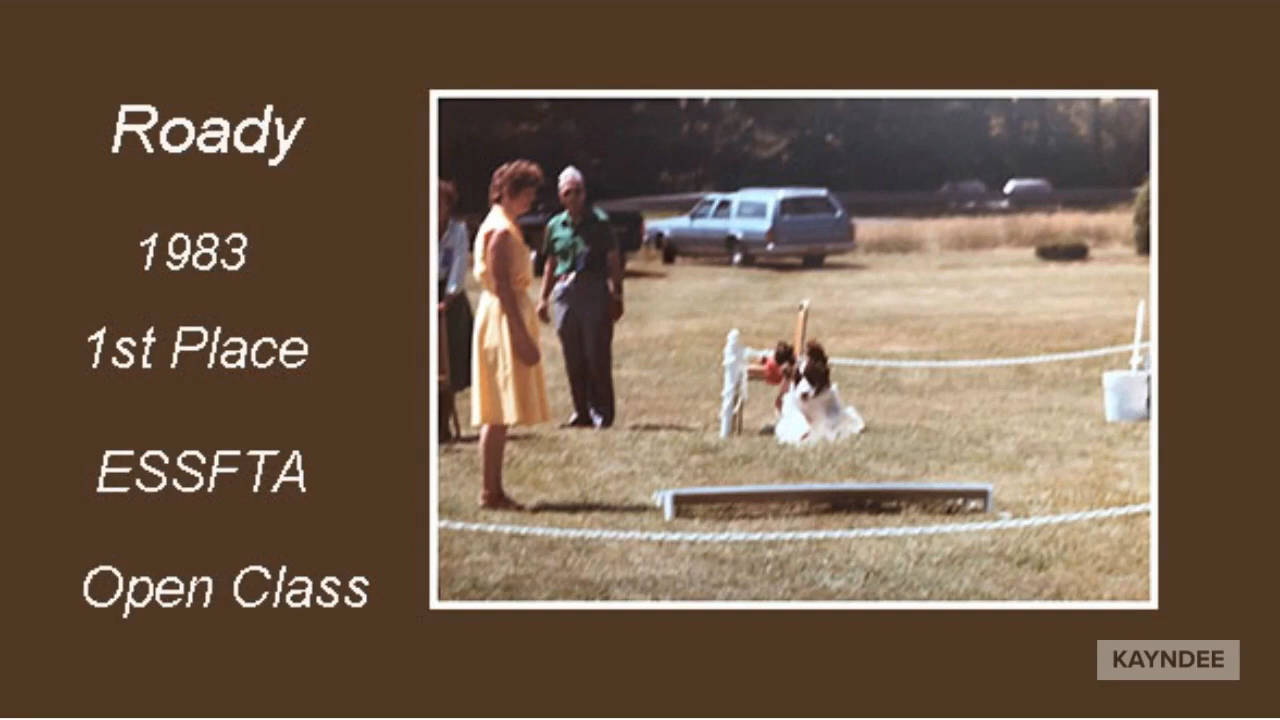 Roady
1983
1st Place
ESSFTA
Open Class
KAYNDEE